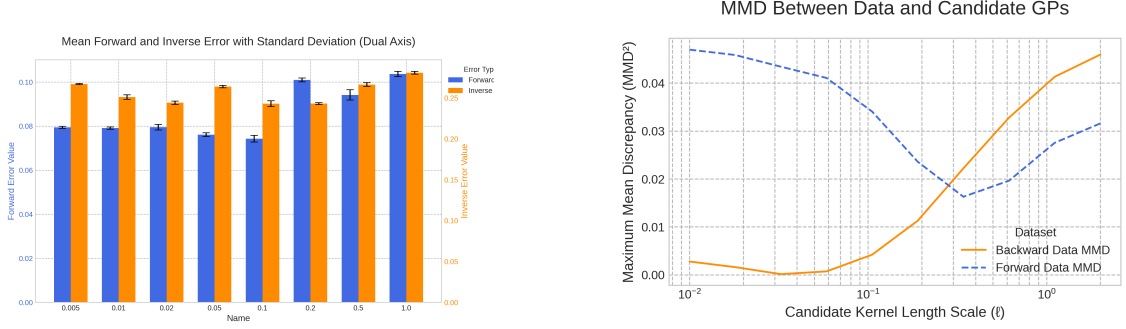 Mean Forward and Inverse Error with Standard Deviation (Dual Axis)
Forward Error Value
0.10
0.08
0.06
0.04
0.02
0.00
0.005
0.01
0.02
0.05
0.1
0.2
0.5
1.0
Name
Error Typ
Forwarc
Inverse
0.25
0.20
0.15
0.10
0.05
0.00
Inverse Error Value
MMD Between Data and Candidate GPs
Maximum Mean Discrepancy (MMD²)
0.04
0.03
0.02
0.01
0.00
10⁻²
10⁻¹
10⁰
Candidate Kernel Length Scale (ℓ)
Dataset
Backward Data MMD
Forward Data MMD